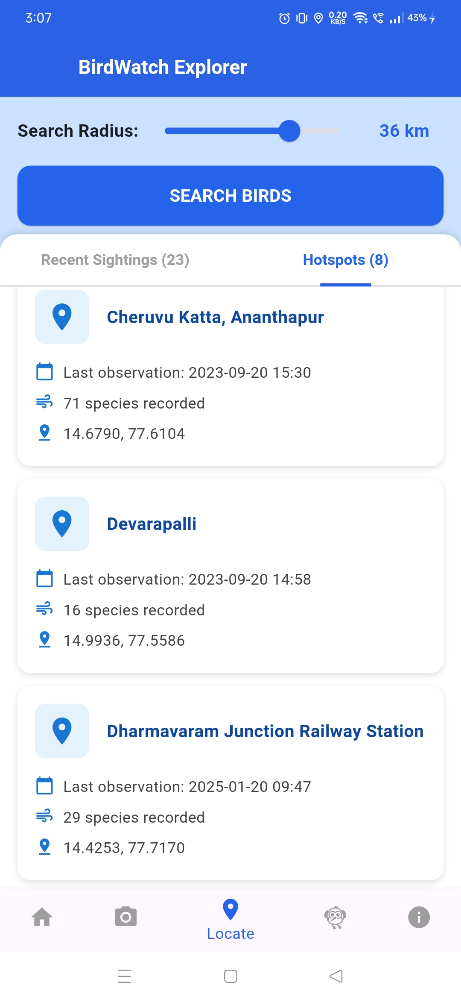 3:07
0.20
KB/S
43%
BirdWatch Explorer
Search Radius:
36 km
SEARCH BIRDS
Recent Sightings (23)
Hotspots (8)
Cheruvu Katta, Ananthapur
Last observation: 2023-09-20 15:30
71 species recorded
14.6790, 77.6104
Devarapalli
Last observation: 2023-09-20 14:58
16 species recorded
14.9936, 77.5586
Dharmavaram Junction Railway Station
Last observation: 2025-01-20 09:47
29 species recorded
14.4253, 77.7170
Locate